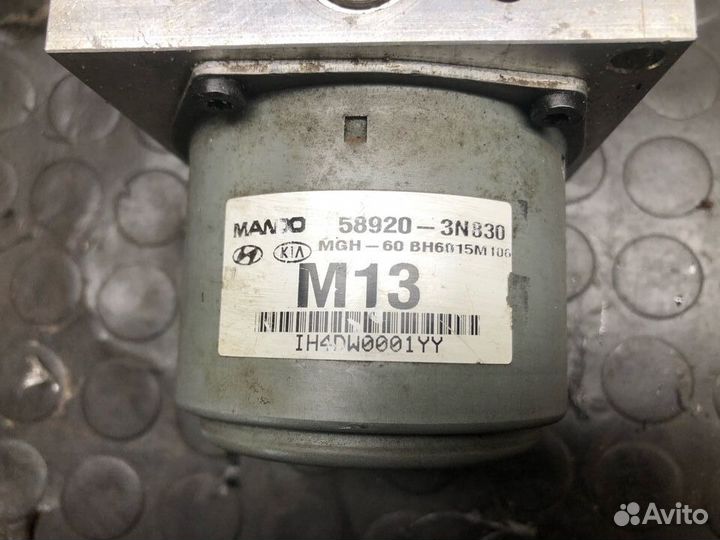 MANDO 58920-3N830
KIA MGH-60 BH6015M106
M13
IH4DW0001YY
Avito